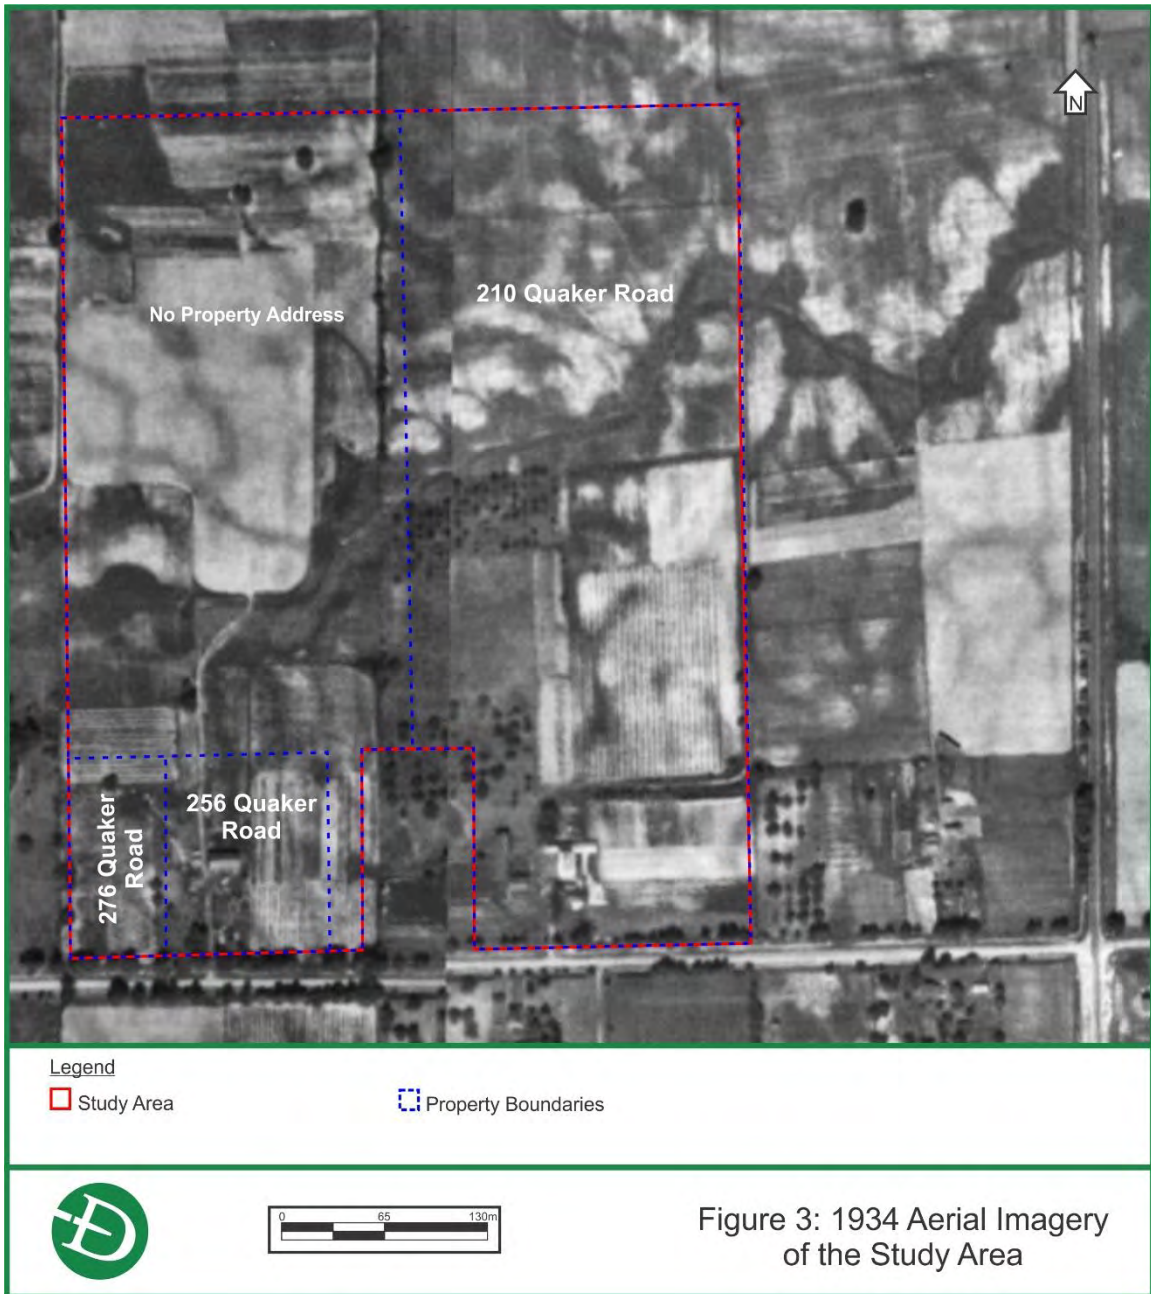 N
210 Quaker Road
No Property Address
256 Quaker
Road
276 Quaker
Road
Legend
Study Area
Property Boundaries
0 65 130m
Figure 3: 1934 Aerial Imagery
of the Study Area